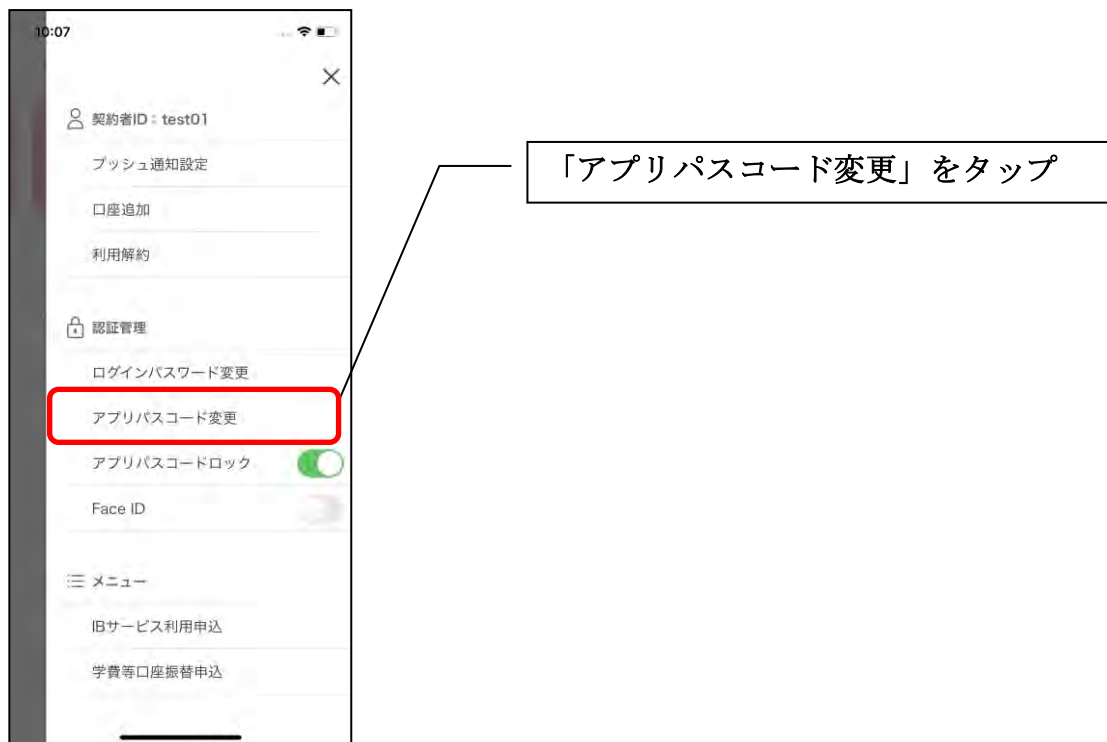 10:07
契約者ID：test01
プッシュ通知設定
口座追加
利用解約
認証管理
ログインパスワード変更
アプリパスコード変更
アプリパスコードロック
Face ID
メニュー
IBサービス利用申込
学費等口座振替申込
「アプリパスコード変更」をタップ